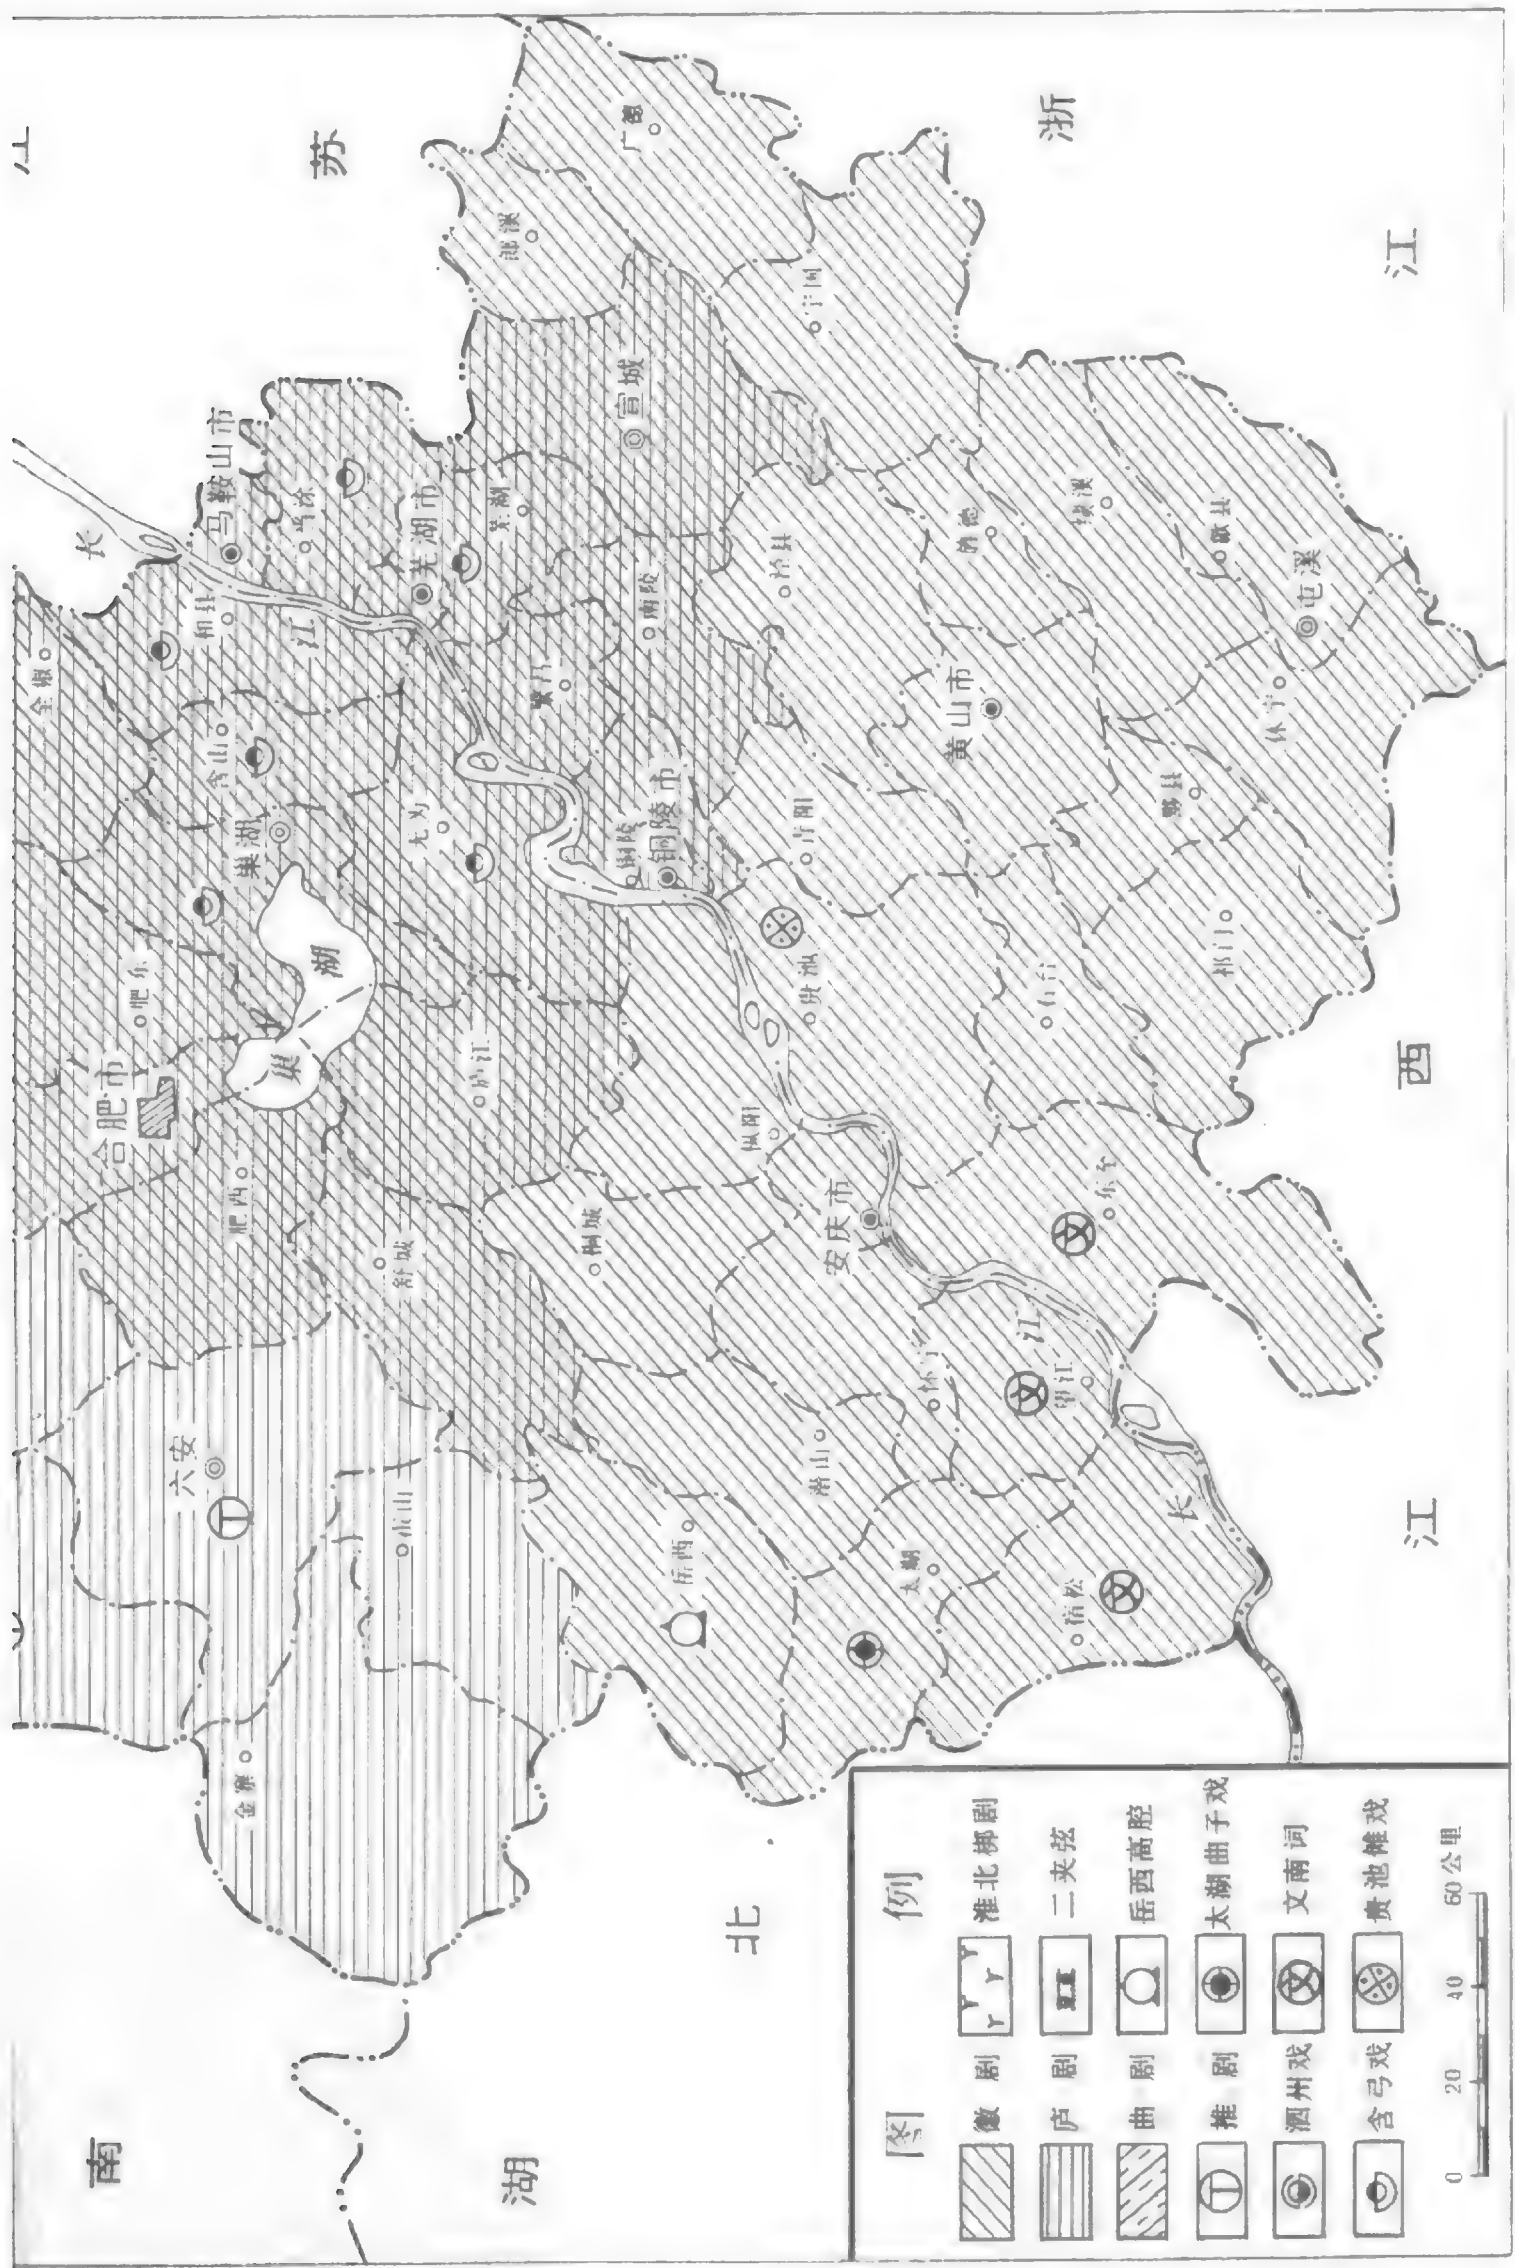 江
苏
浙
江
西
江
北
湖
南
广德
郎溪
宁国
宣城
马鞍山市
当涂
芜湖市
芜湖
南陵
泾县
旌德
绩溪
歙县
屯溪
休宁
黟县
黄山市
祁门
石台
青阳
贵池
铜陵
铜陵市
繁昌
无为
和县
含山
巢湖
全椒
肥东
合肥市
肥西
巢
湖
庐江
舒城
桐城
枞阳
安庆市
怀宁
望江
东至
潜山
太湖
宿松
岳西
六安
霍山
金寨
长
江
江
长
图 例
徽剧
淮北梆剧
庐剧
二夹弦
曲剧
岳西高腔
推剧
太湖曲子戏
泗州戏
文南词
含弓戏
贵池傩戏
0 20 40 60公里